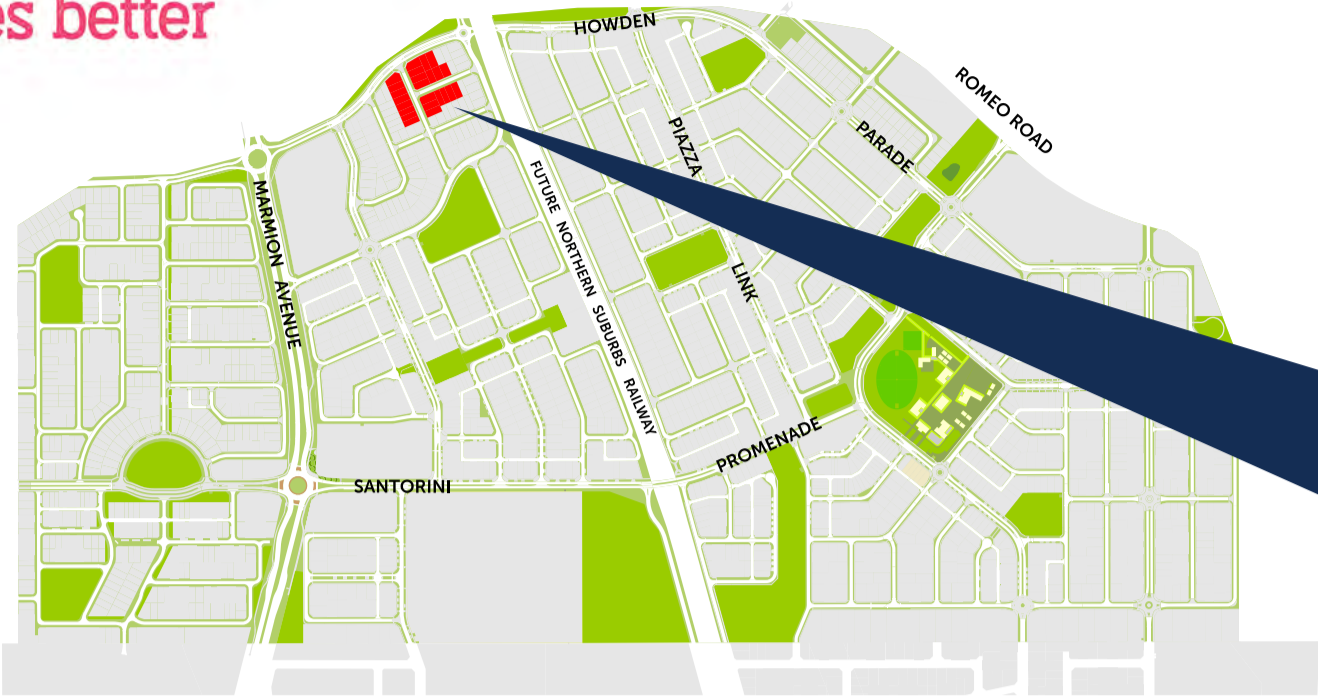 es better
HOWDEN
ROMEO ROAD
PIAZZA
PARADE
FUTURE NORTHERN SUBURBS RAILWAY
MARMION AVENUE
LINK
PROMENADE
SANTORINI